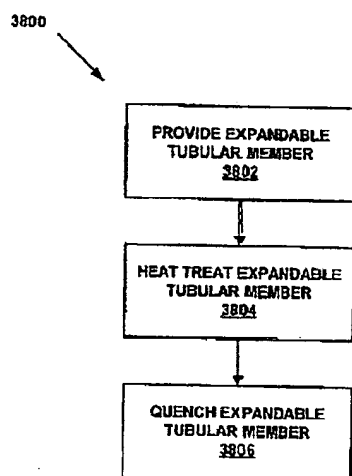 3800
PROVIDE EXPANDABLE
TUBULAR MEMBER
3802
HEAT TREAT EXPANDABLE
TUBULAR MEMBER
3804
QUENCH EXPANDABLE
TUBULAR MEMBER
3806